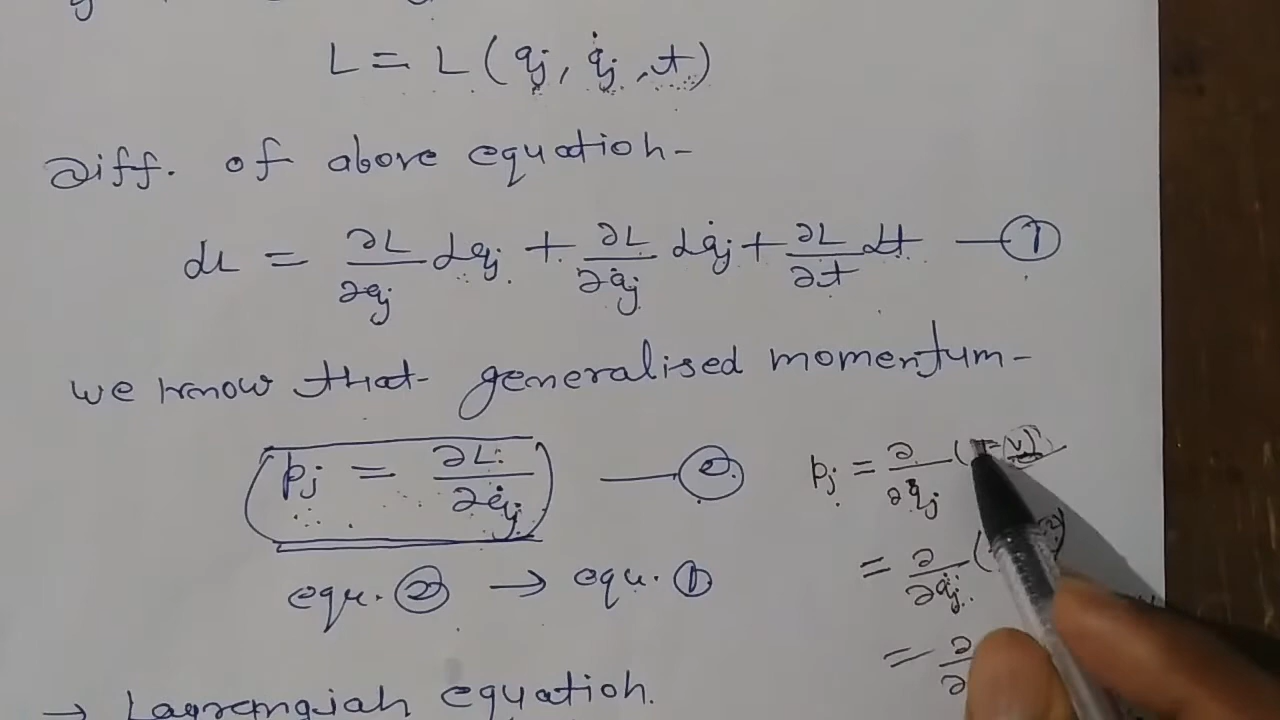 L = L (qj, q̇j, t)
Diff. of above equation-
dL = ∂L/∂qj dqj + ∂L/∂q̇j dq̇j + ∂L/∂t dt — ①
we know that- generalised momentum-
pj = ∂L/∂q̇j — ②
pj = ∂/∂q̇j (
= ∂/∂q̇j (
equ. ② → equ. ①
→ Lagrangian equation.